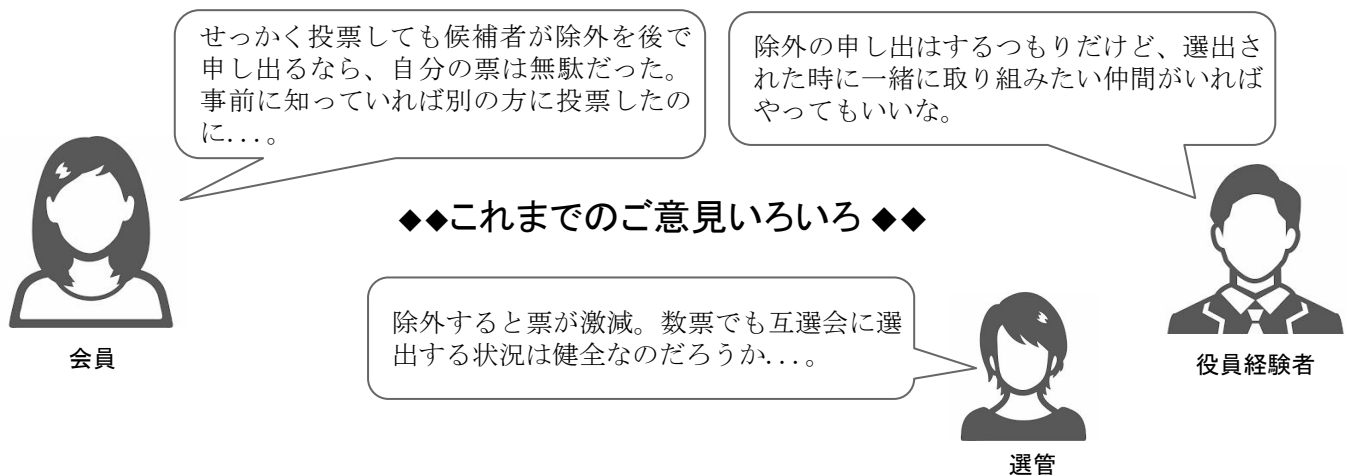 せっかく投票しても候補者が除外を後で
申し出るなら、自分の票は無駄だった。
事前に知っていれば別の方に投票したの
に...。
除外の申し出はするつもりだけど、選出さ
れた時に一緒に取り組みたい仲間がいれば
やってもいいな。
◆◆これまでのご意見いろいろ◆◆
会員
除外すると票が激減。数票でも互選会に選
出する状況は健全なのだろうか...。
役員経験者
選管